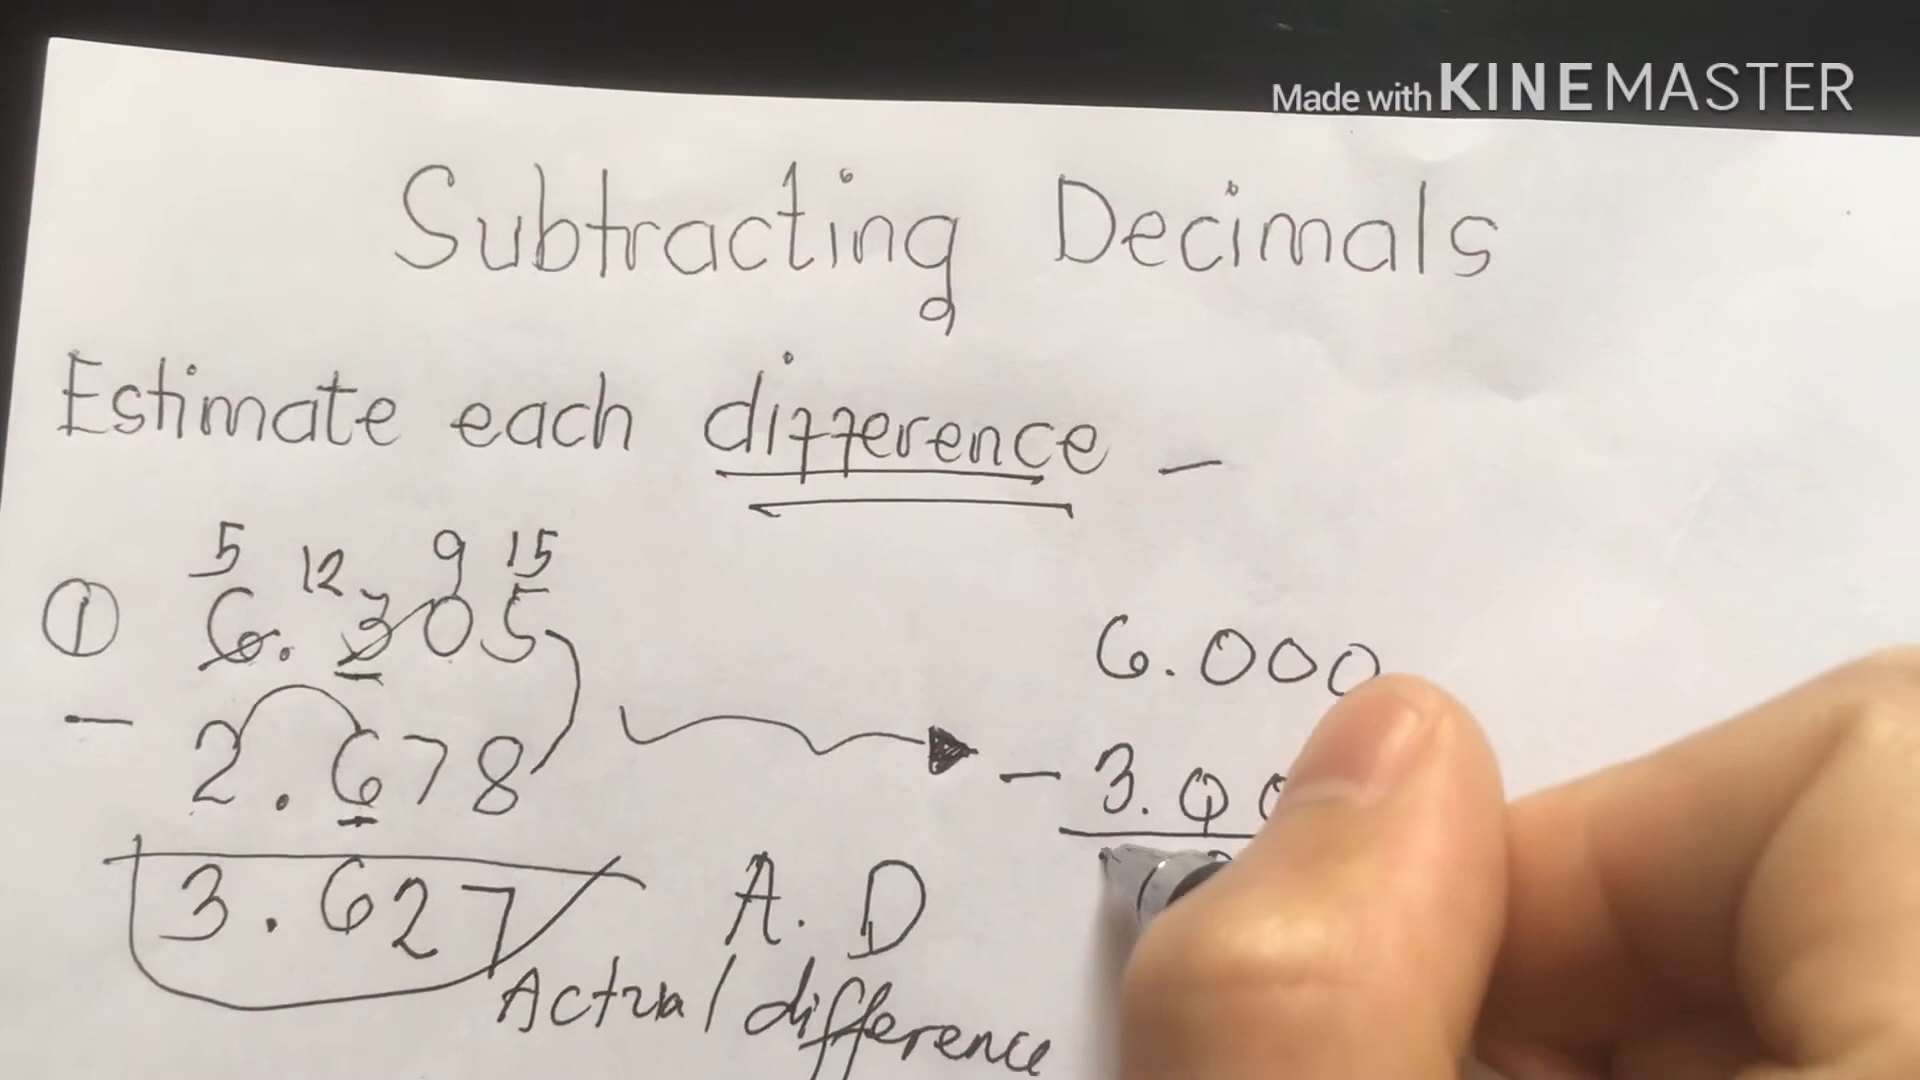 Made with KINEMASTER
Subtracting Decimals
Estimate each difference -
5 12 9 15
① 6.305
- 2.678
3.627
A.D
Actual difference
6.000
- 3.00